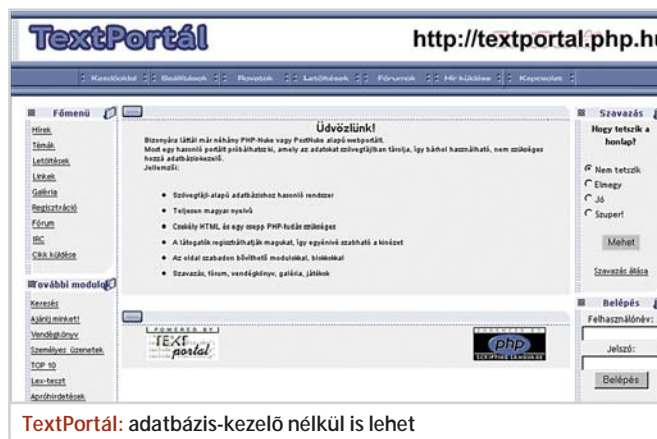 TextPortál
http://textportal.php.hu
Kezdőoldal Beállítások Rovatok Letöltések Fórumok Hír küldése Kapcsolat
Főmenü
Hírek
Témák
Letöltések
Linkek
Galéria
Regisztráció
Fórum
IRC
Cikk küldése
További modulok
Keresés
Ajánlj minket!
Vendégkönyv
Személyes üzenetek
TOP 10
Lex-teszt
Apróhirdetések
Üdvözlünk!
Bizonyára láttál már néhány PHP-Nuke vagy PostNuke alapú webportált.
Most egy hasonló portált próbálhatsz ki, amely az adatokat szövegfájlban tárolja, így bárhol használható, nem szükséges
hozzá adatbáziskezelő.
Jellemzői:
Szövegfájl-alapú adatbázishoz hasonló rendszer
Teljesen magyar nyelvű
Csekély HTML és egy csepp PHP-tudás szükséges
A látogatók regisztrálhatják magukat, így egyénivé szabható a kinézet
Az oldal szabadon bővíthető modulokkal, blokkokkal
Szavazás, fórum, vendégkönyv, galéria, játékok
POWERED BY
TEXT
portal
php
SCRIPTING LANGUAGE
Szavazás
Hogy tetszik a
honlap?
Nem tetszik
Elmegy
Jó
Szuper!
Mehet
Szavazás állása
Belépés
Felhasználónév:
Jelszó:
Belépés
TextPortál: adatbázis-kezelő nélkül is lehet